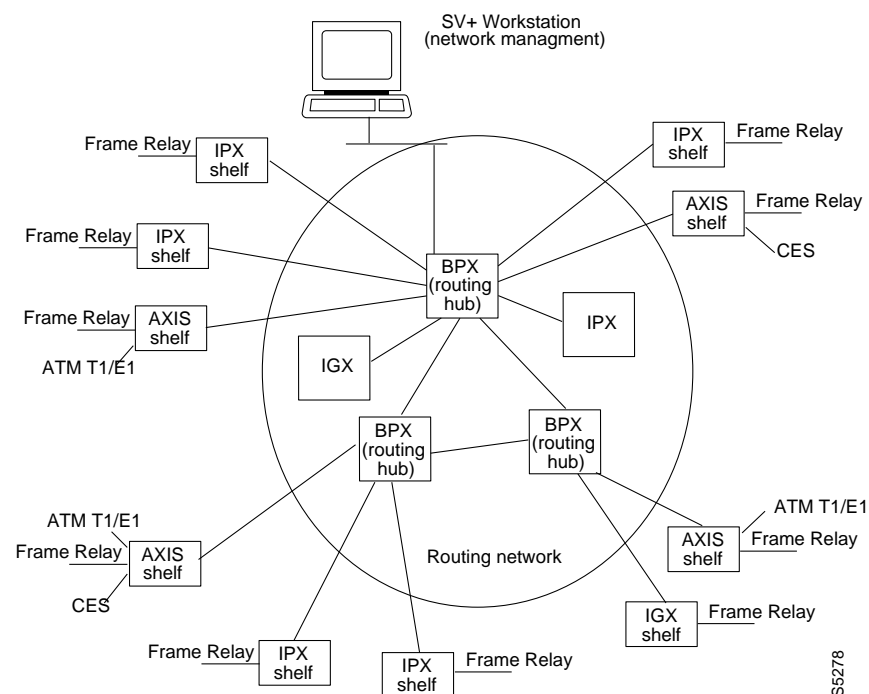 SV+ Workstation
(network managment)
Frame Relay
IPX
shelf
IPX
shelf
Frame Relay
Frame Relay
IPX
shelf
AXIS
shelf
Frame Relay
CES
BPX
(routing
hub)
Frame Relay
AXIS
shelf
ATM T1/E1
IPX
IGX
BPX
(routing
hub)
BPX
(routing
hub)
ATM T1/E1
Frame Relay
AXIS
shelf
CES
Routing network
ATM T1/E1
AXIS
shelf
Frame Relay
IGX
shelf
Frame Relay
Frame Relay
IPX
shelf
IPX
shelf
Frame Relay
S5278